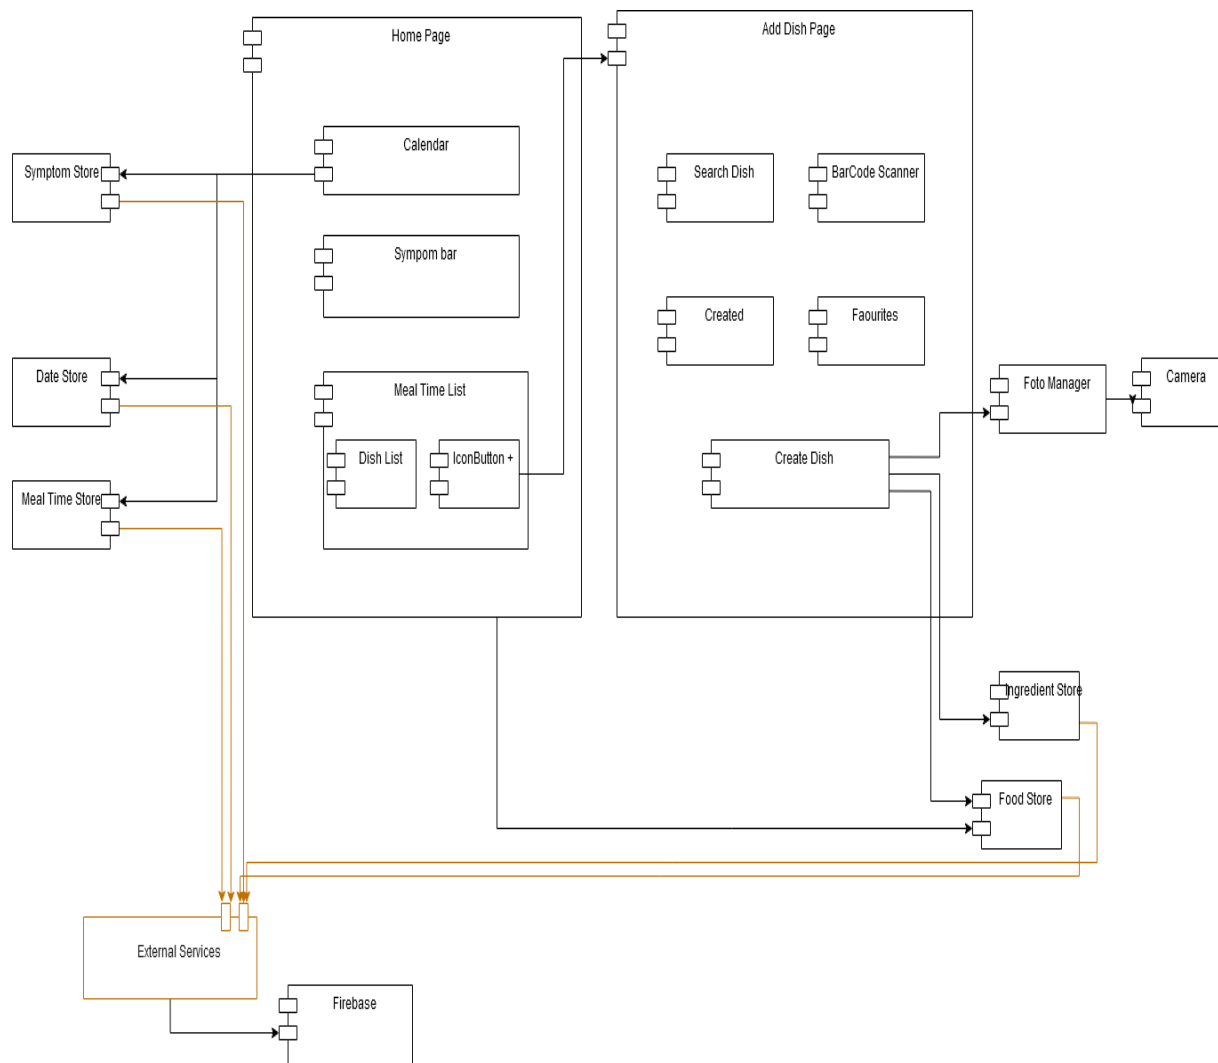 Home Page
Add Dish Page
Calendar
Symptom Store
Search Dish
BarCode Scanner
Sympom bar
Created
Faourites
Date Store
Meal Time List
Foto Manager
Camera
Dish List
IconButton +
Create Dish
Meal Time Store
Ingredient Store
Food Store
External Services
Firebase